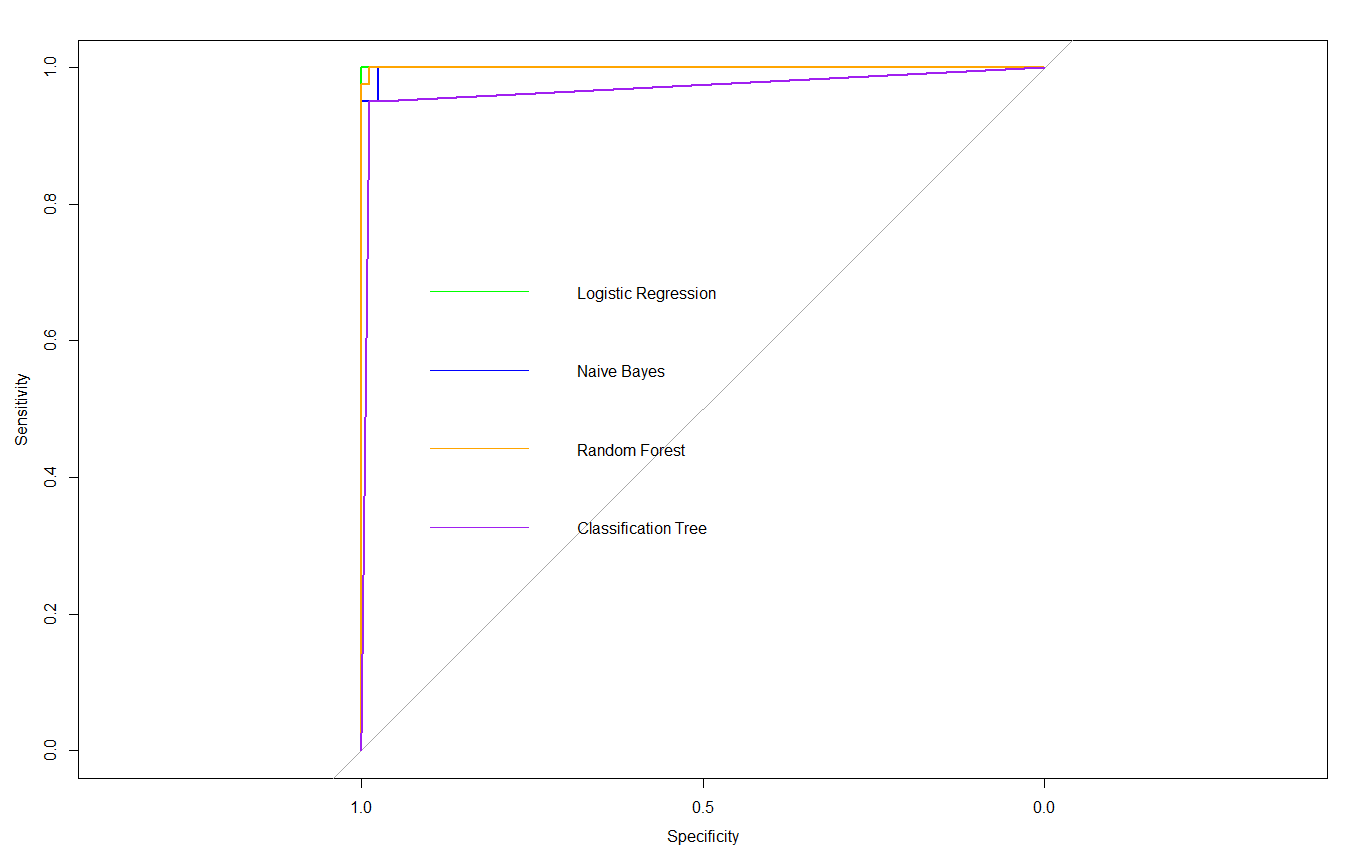 1.0
0.8
0.6
0.4
0.2
0.0
Sensitivity
Logistic Regression
Naive Bayes
Random Forest
Classification Tree
1.0
0.5
0.0
Specificity